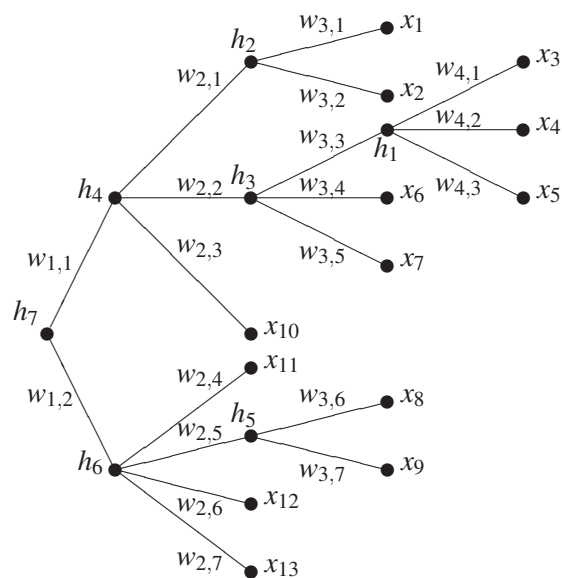 w3,1 x1
h2 x3
w2,1 w4,1
w3,2 x2 w4,2 x4
w3,3 h1
h4 w2,2 h3 w3,4 x6 w4,3 x5
w2,3
w1,1 w3,5 x7
h7
x10
w2,4 x11
w1,2 w3,6 x8
h5
w2,5
h6 w3,7 x9
w2,6 x12
w2,7 x13